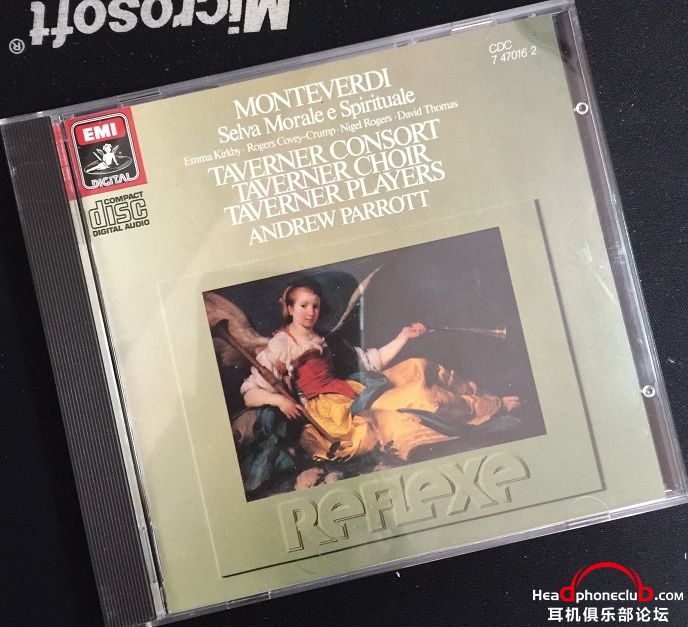 Microsoft®
CDC
7 47016 2
MONTEVERDI
Selva Morale e Spirituale
Emma Kirkby · Rogers Covey-Crump · Nigel Rogers · David Thomas
TAVERNER CONSORT
TAVERNER CHOIR
TAVERNER PLAYERS
ANDREW PARROTT
EMI
DIGITAL
COMPACT
disc
DIGITAL AUDIO
REFLEXE
HeadphoneclubB.com
耳机俱乐部论坛